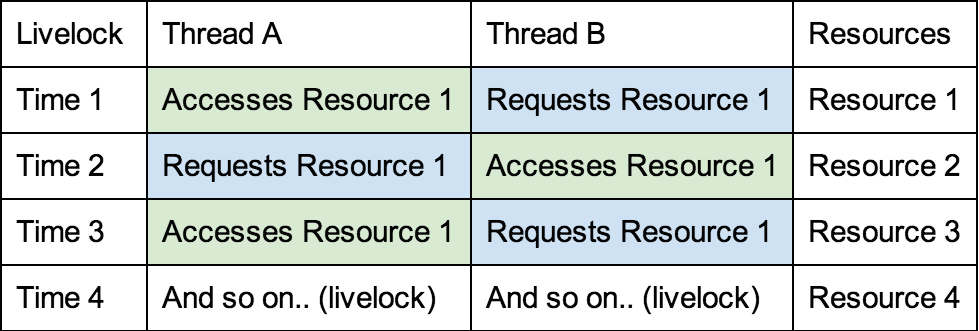 Livelock Thread A Thread B Resources
Time 1 Accesses Resource 1 Requests Resource 1 Resource 1
Time 2 Requests Resource 1 Accesses Resource 1 Resource 2
Time 3 Accesses Resource 1 Requests Resource 1 Resource 3
Time 4 And so on.. (livelock) And so on.. (livelock) Resource 4